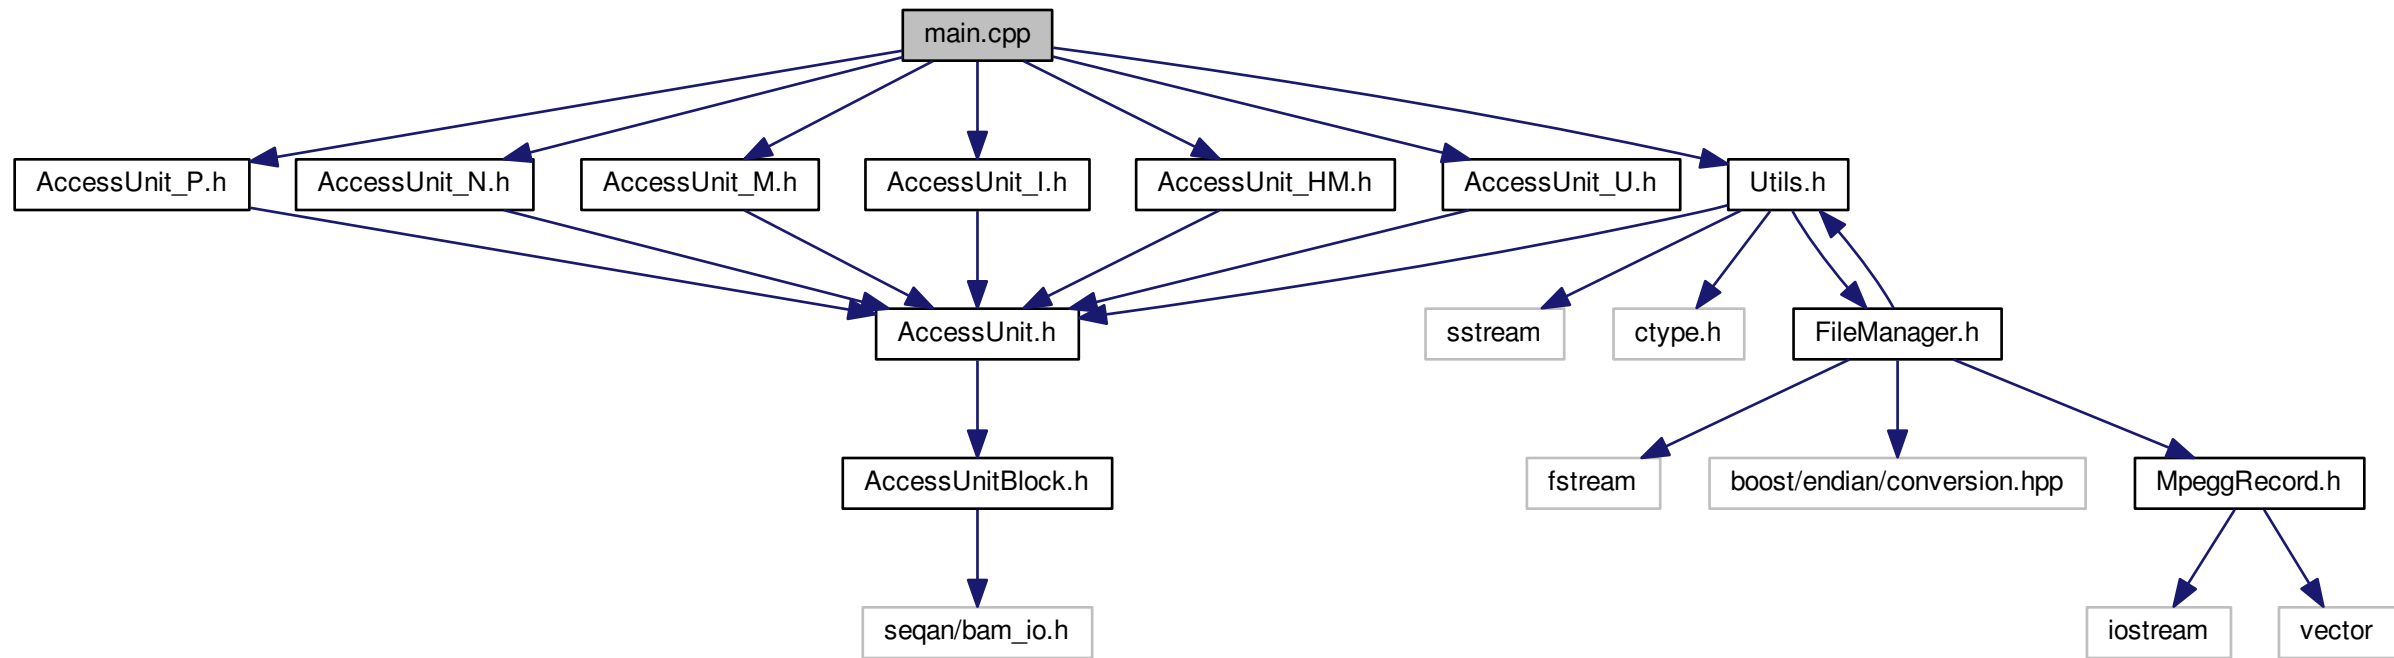 main.cpp
AccessUnit_P.h
AccessUnit_N.h
AccessUnit_M.h
AccessUnit_I.h
AccessUnit_HM.h
AccessUnit_U.h
Utils.h
AccessUnit.h
sstream
ctype.h
FileManager.h
AccessUnitBlock.h
fstream
boost/endian/conversion.hpp
MpeggRecord.h
seqan/bam_io.h
iostream
vector